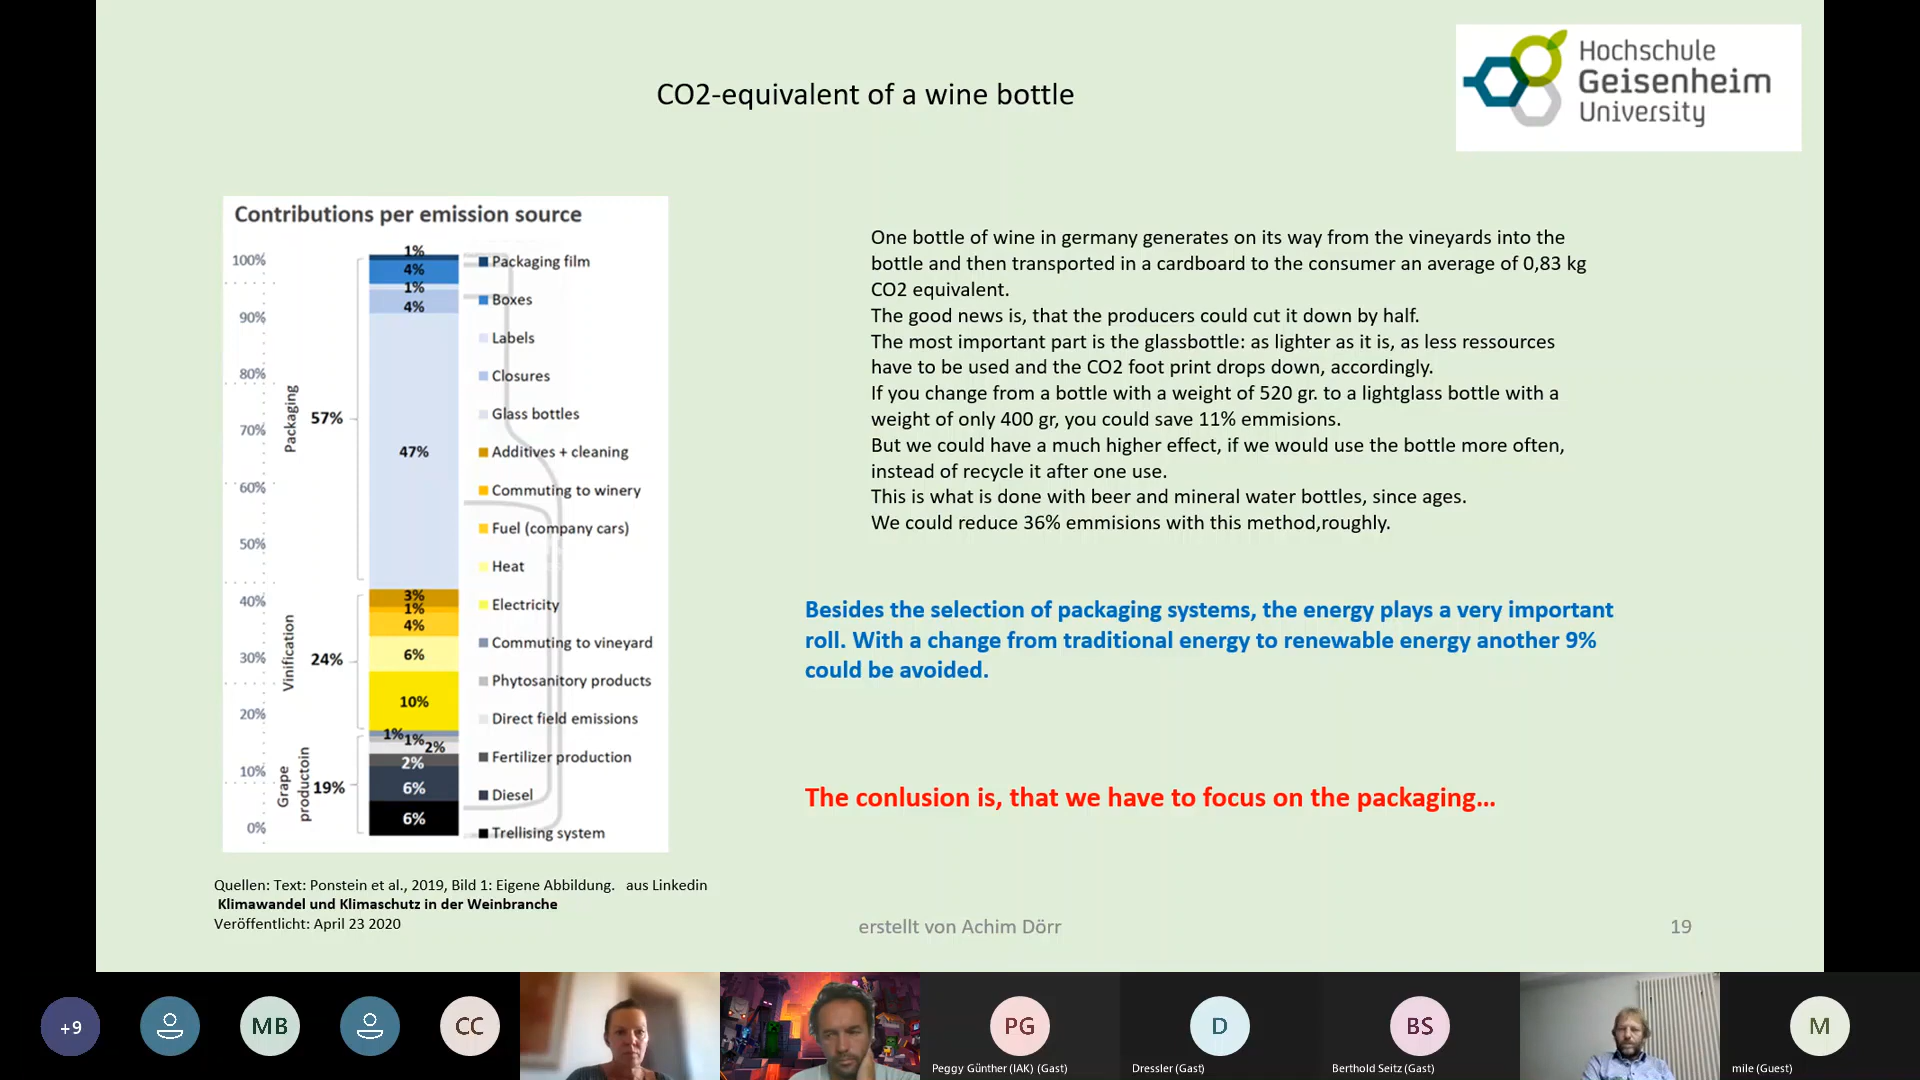 CO2-equivalent of a wine bottle
Hochschule
Geisenheim
University
Contributions per emission source
100%
90%
80%
70%
60%
50%
40%
30%
20%
10%
0%
Packaging
57%
Vinification
24%
Grape
productoin
19%
1%
4%
1%
4%
47%
3%
1%
4%
6%
10%
1%
1%
2%
2%
6%
6%
Packaging film
Boxes
Labels
Closures
Glass bottles
Additives + cleaning
Commuting to winery
Fuel (company cars)
Heat
Electricity
Commuting to vineyard
Phytosanitory products
Direct field emissions
Fertilizer production
Diesel
Trellising system
One bottle of wine in germany generates on its way from the vineyards into the
bottle and then transported in a cardboard to the consumer an average of 0,83 kg
CO2 equivalent.
The good news is, that the producers could cut it down by half.
The most important part is the glassbottle: as lighter as it is, as less ressources
have to be used and the CO2 foot print drops down, accordingly.
If you change from a bottle with a weight of 520 gr. to a lightglass bottle with a
weight of only 400 gr, you could save 11% emmisions.
But we could have a much higher effect, if we would use the bottle more often,
instead of recycle it after one use.
This is what is done with beer and mineral water bottles, since ages.
We could reduce 36% emmisions with this method,roughly.
Besides the selection of packaging systems, the energy plays a very important
roll. With a change from traditional energy to renewable energy another 9%
could be avoided.
The conlusion is, that we have to focus on the packaging...
Quellen: Text: Ponstein et al., 2019, Bild 1: Eigene Abbildung. aus Linkedin
Klimawandel und Klimaschutz in der Weinbranche
Veröffentlicht: April 23 2020
erstellt von Achim Dörr
19
+9
MB
CC
PG
Peggy Günther (IAK) (Gast)
D
Dressler (Gast)
BS
Berthold Seitz (Gast)
M
mile (Guest)